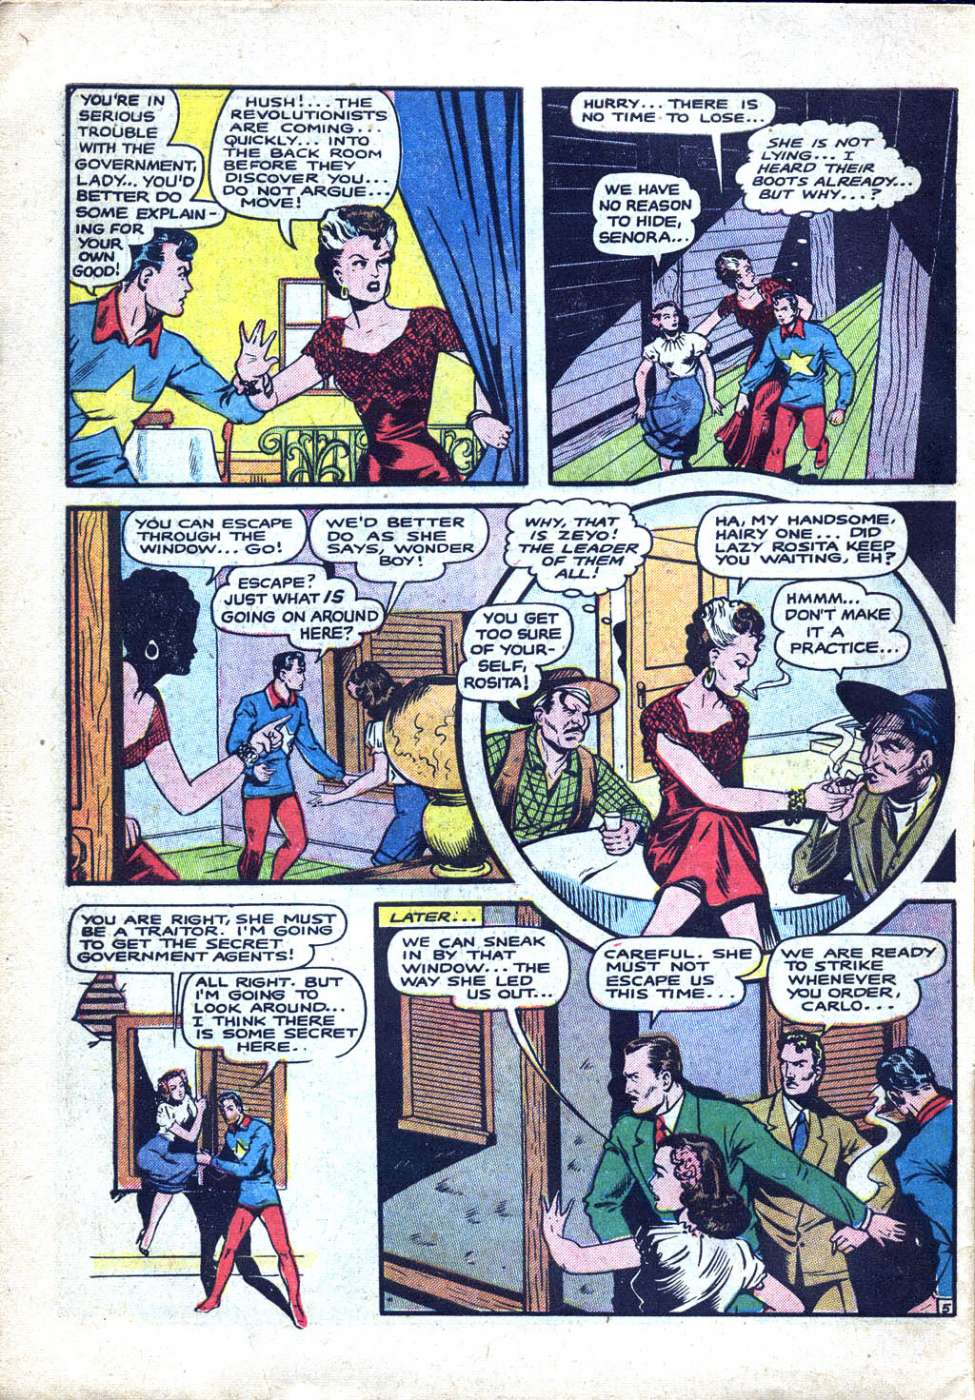 YOU'RE IN
SERIOUS
TROUBLE
WITH THE
GOVERNMENT,
LADY... YOU'D
BETTER DO
SOME EXPLAIN-
ING FOR
YOUR
OWN
GOOD!
HUSH!... THE
REVOLUTIONISTS
ARE COMING...
QUICKLY... INTO
THE BACK ROOM
BEFORE THEY
DISCOVER YOU...
DO NOT ARGUE...
MOVE!
HURRY... THERE IS
NO TIME TO LOSE...
WE HAVE
NO REASON
TO HIDE,
SENORA...
SHE IS NOT
LYING... I
HEARD THEIR
BOOTS ALREADY...
BUT WHY...?
YOU CAN ESCAPE
THROUGH THE
WINDOW... GO!
WE'D BETTER
DO AS SHE
SAYS, WONDER
BOY!
ESCAPE?
JUST WHAT IS
GOING ON AROUND
HERE?
WHY, THAT
IS ZEYO!
THE LEADER
OF THEM
ALL!
YOU GET
TOO SURE
OF YOUR-
SELF,
ROSITA!
HA, MY HANDSOME,
HAIRY ONE... DID
LAZY ROSITA KEEP
YOU WAITING, EH?
HMMM...
DON'T MAKE
IT A
PRACTICE...
YOU ARE RIGHT, SHE MUST
BE A TRAITOR. I'M GOING
TO GET THE SECRET
GOVERNMENT AGENTS!
ALL RIGHT. BUT
I'M GOING TO
LOOK AROUND...
I THINK THERE
IS SOME SECRET
HERE..
LATER...
WE CAN SNEAK
IN BY THAT
WINDOW... THE
WAY SHE LED
US OUT...
CAREFUL. SHE
MUST NOT
ESCAPE US
THIS TIME...
WE ARE READY
TO STRIKE
WHENEVER
YOU ORDER,
CARLO...
5